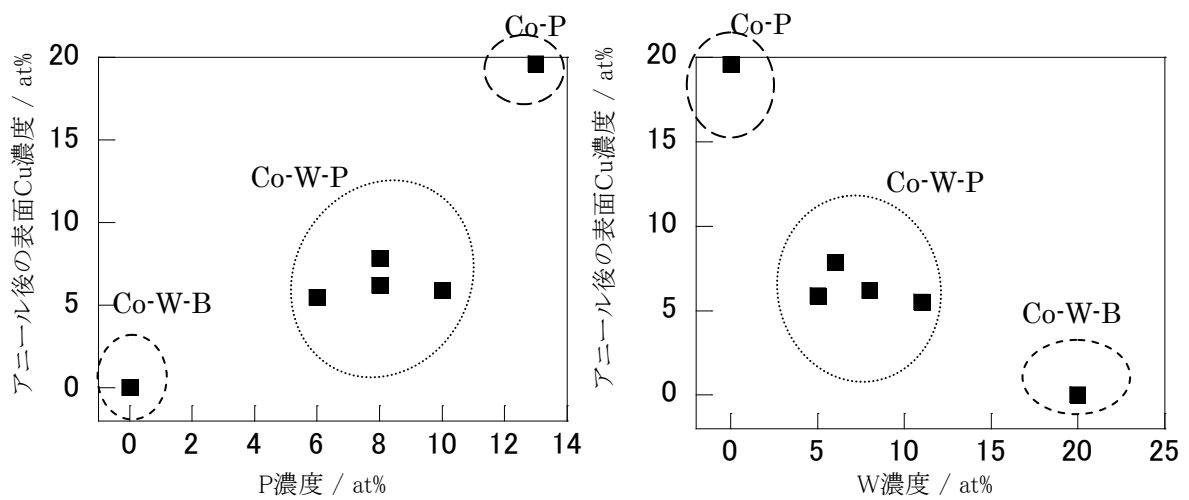 Co-P
20
15
10
5
0
アニール後の表面Cu濃度 / at%
Co-W-P
Co-W-B
0 2 4 6 8 10 12 14
P濃度 / at%
Co-P
20
15
10
5
0
アニール後の表面Cu濃度 / at%
Co-W-P
Co-W-B
0 5 10 15 20 25
W濃度 / at%